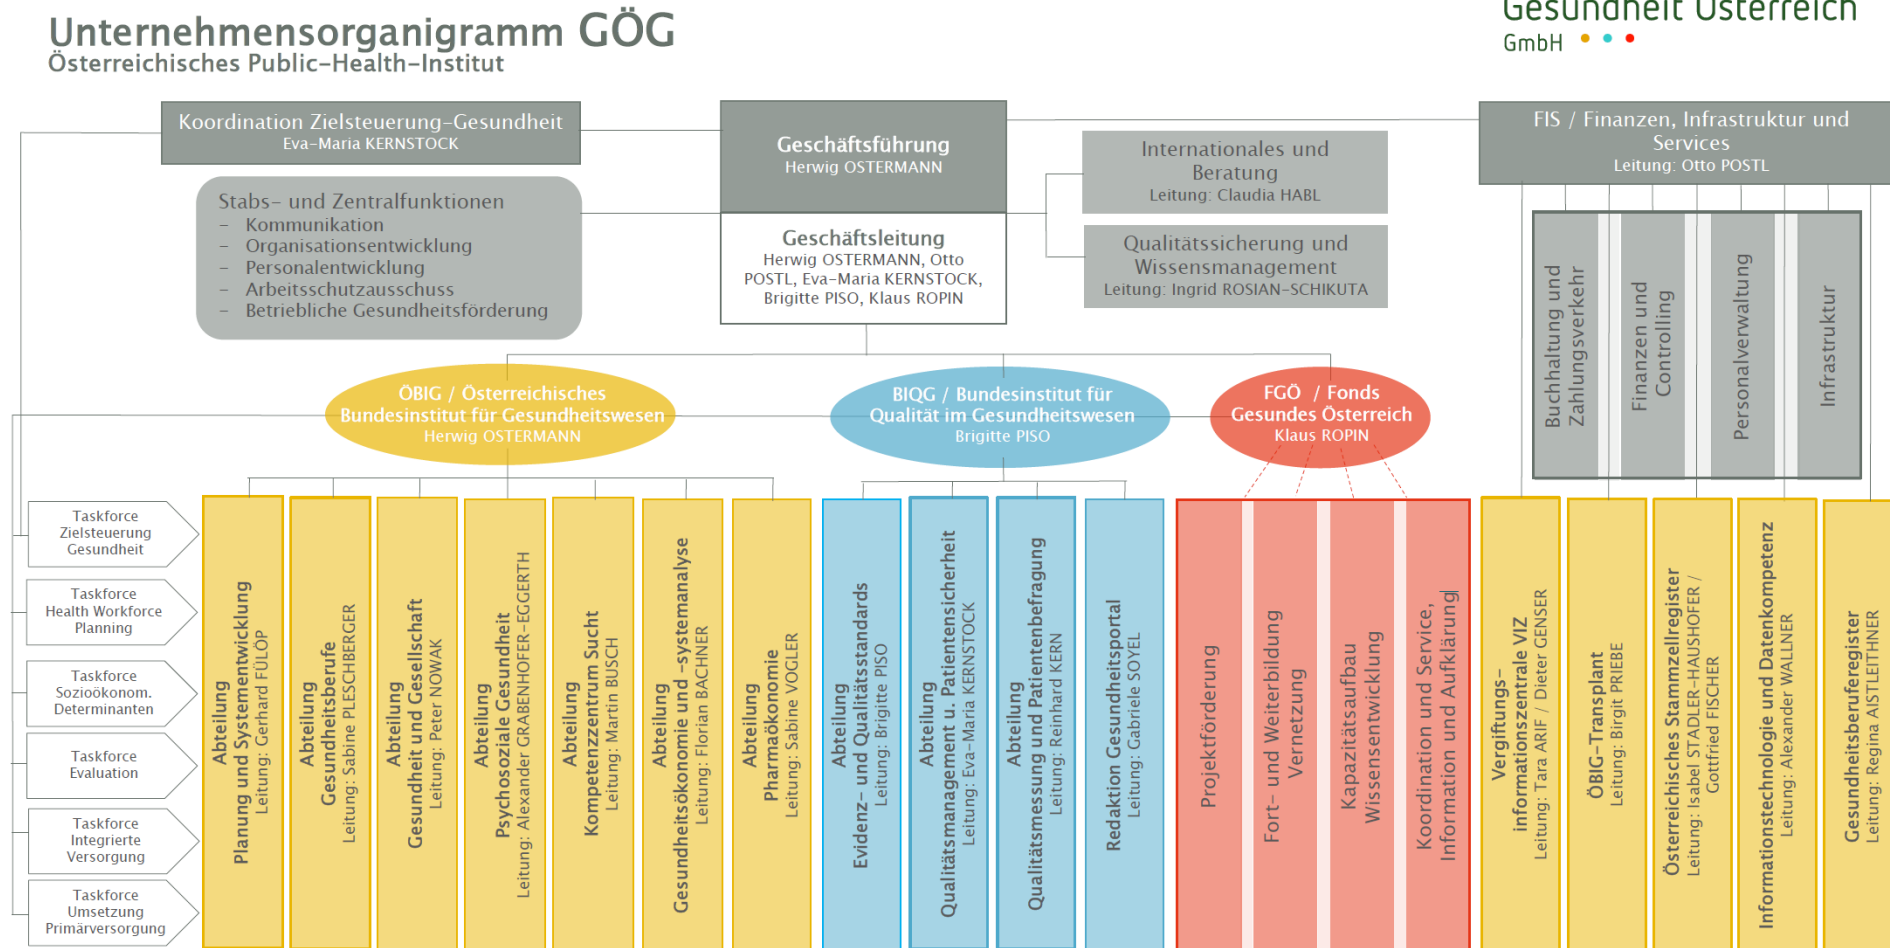 Unternehmensorganigramm GÖG
Österreichisches Public-Health-Institut
Gesundheit Österreich
GmbH
Koordination Zielsteuerung-Gesundheit
Eva-Maria KERNSTOCK
Geschäftsführung
Herwig OSTERMANN
FIS / Finanzen, Infrastruktur und
Services
Leitung: Otto POSTL
Internationales und
Beratung
Leitung: Claudia HABL
Stabs- und Zentralfunktionen
- Kommunikation
- Organisationsentwicklung
- Personalentwicklung
- Arbeitsschutzausschuss
- Betriebliche Gesundheitsförderung
Geschäftsleitung
Herwig OSTERMANN, Otto
POSTL, Eva-Maria KERNSTOCK,
Brigitte PISO, Klaus ROPIN
Qualitätssicherung und
Wissensmanagement
Leitung: Ingrid ROSIAN-SCHIKUTA
Buchhaltung und
Zahlungsverkehr
Finanzen und
Controlling
Personalverwaltung
Infrastruktur
ÖBIG / Österreichisches
Bundesinstitut für Gesundheitswesen
Herwig OSTERMANN
BIQG / Bundesinstitut für
Qualität im Gesundheitswesen
Brigitte PISO
FGÖ / Fonds
Gesundes Österreich
Klaus ROPIN
Taskforce
Zielsteuerung
Gesundheit
Taskforce
Health Workforce
Planning
Taskforce
Sozioökonom.
Determinanten
Taskforce
Evaluation
Taskforce
Integrierte
Versorgung
Taskforce
Umsetzung
Primärversorgung
Abteilung
Planung und Systementwicklung
Leitung: Gerhard FÜLÖP
Abteilung
Gesundheitsberufe
Leitung: Sabine PLESCHBERGER
Abteilung
Gesundheit und Gesellschaft
Leitung: Peter NOWAK
Abteilung
Psychosoziale Gesundheit
Leitung: Alexander GRABENHOFER-EGGERTH
Abteilung
Kompetenzzentrum Sucht
Leitung: Martin BUSCH
Abteilung
Gesundheitsökonomie und -systemanalyse
Leitung: Florian BACHNER
Abteilung
Pharmaökonomie
Leitung: Sabine VOGLER
Abteilung
Evidenz- und Qualitätsstandards
Leitung: Brigitte PISO
Abteilung
Qualitätsmanagement u. Patientensicherheit
Leitung: Eva-Maria KERNSTOCK
Abteilung
Qualitätsmessung und Patientenbefragung
Leitung: Reinhard KERN
Redaktion Gesundheitsportal
Leitung: Gabriele SOYEL
Projektförderung
Fort- und Weiterbildung
Vernetzung
Kapazitätsaufbau
Wissensentwicklung
Koordination und Service,
Information und Aufklärung
Vergiftungs-
informationszentrale VIZ
Leitung: Tara ARIF / Dieter GENSER
ÖBIG-Transplant
Leitung: Birgit PRIEBE
Österreichisches Stammzellregister
Leitung: Isabel STADLER-HAUSHOFER /
Gottfried FISCHER
Informationstechnologie und Datenkompetenz
Leitung: Alexander WALLNER
Gesundheitsberuferegister
Leitung: Regina AISTLEITHNER